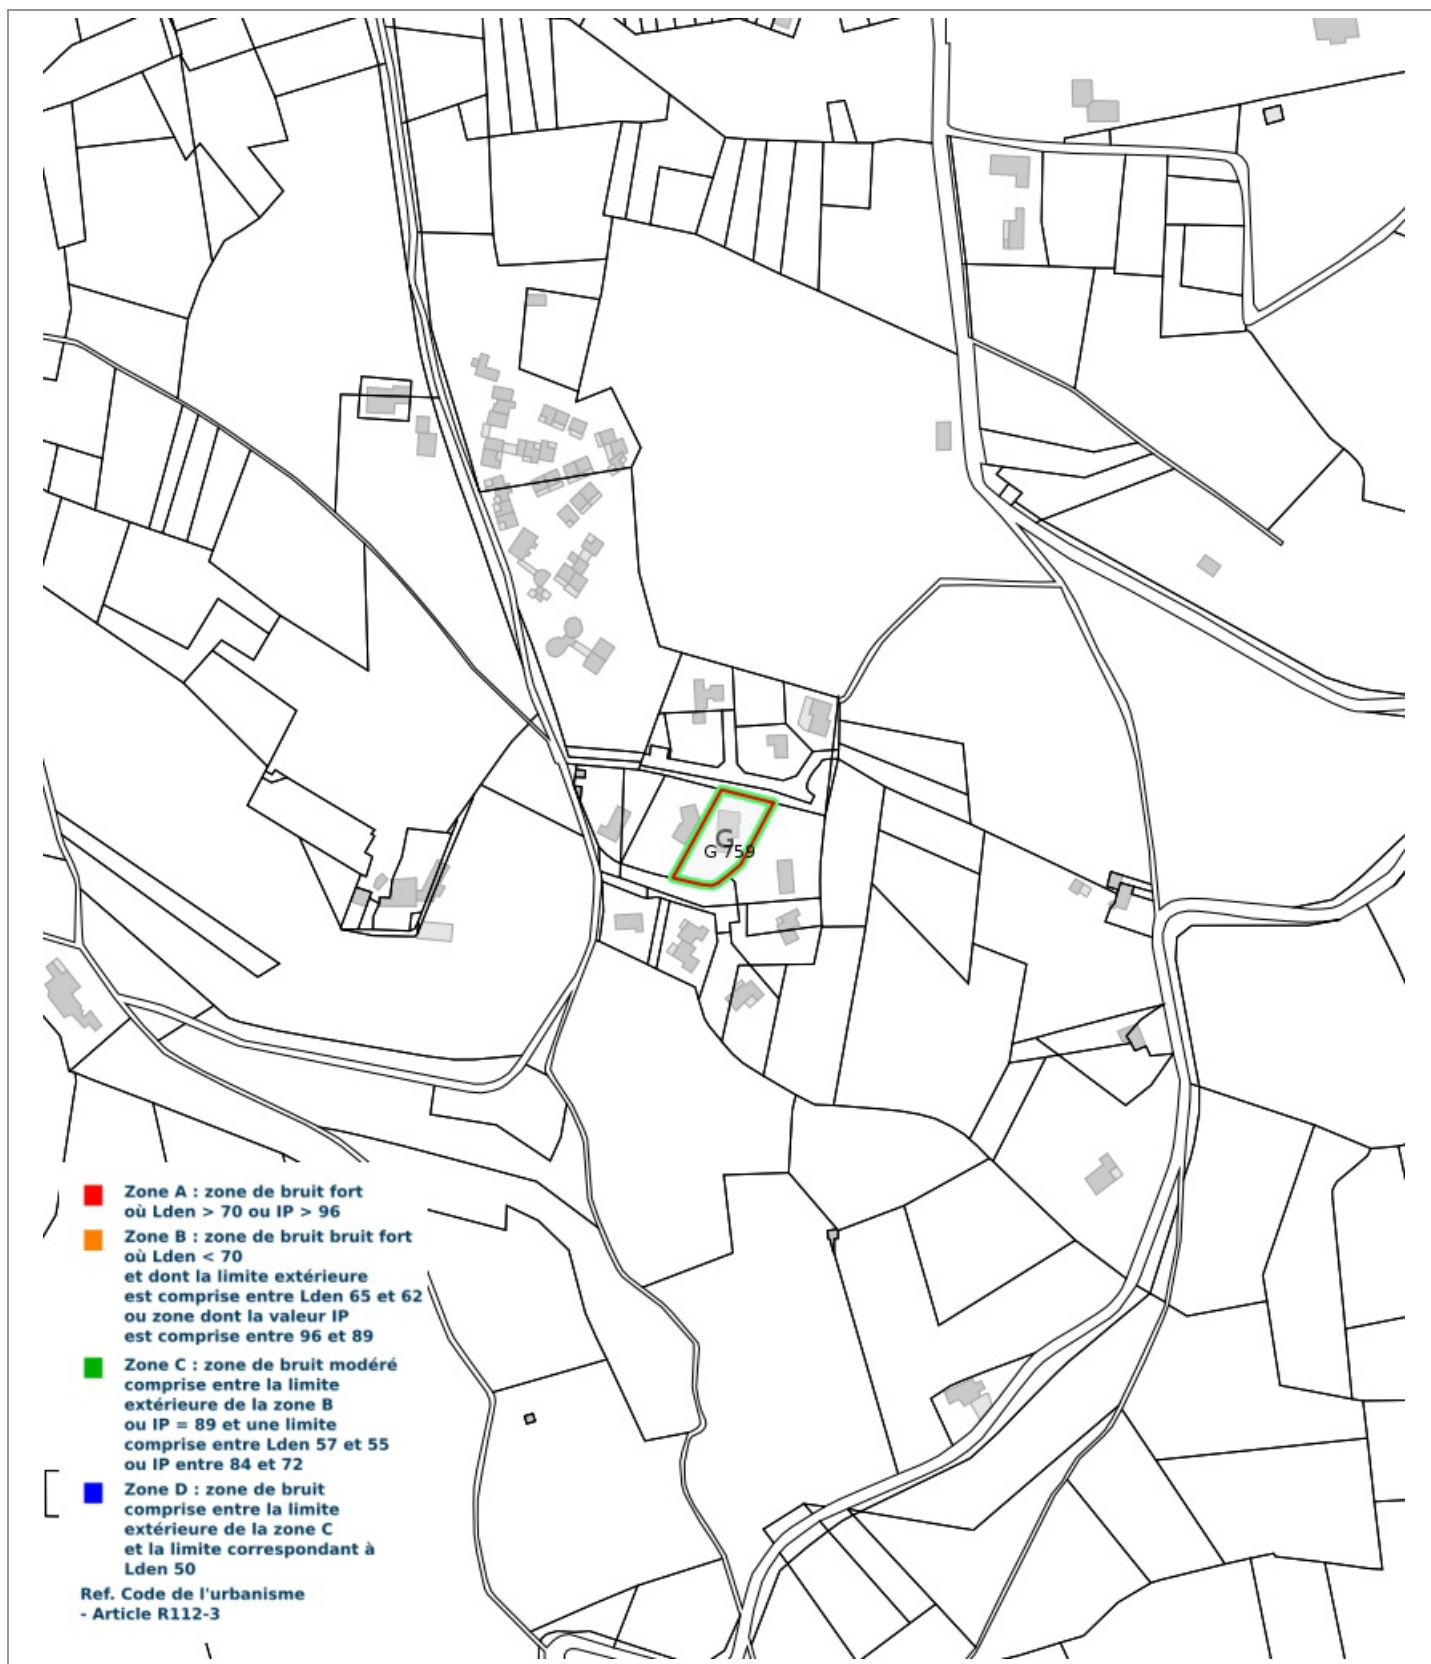 G
G 759
Zone A : zone de bruit fort
où Lden > 70 ou IP > 96
Zone B : zone de bruit bruit fort
où Lden < 70
et dont la limite extérieure
est comprise entre Lden 65 et 62
ou zone dont la valeur IP
est comprise entre 96 et 89
Zone C : zone de bruit modéré
comprise entre la limite
extérieure de la zone B
ou IP = 89 et une limite
comprise entre Lden 57 et 55
ou IP entre 84 et 72
Zone D : zone de bruit
comprise entre la limite
extérieure de la zone C
et la limite correspondant à
Lden 50
Ref. Code de l'urbanisme
- Article R112-3